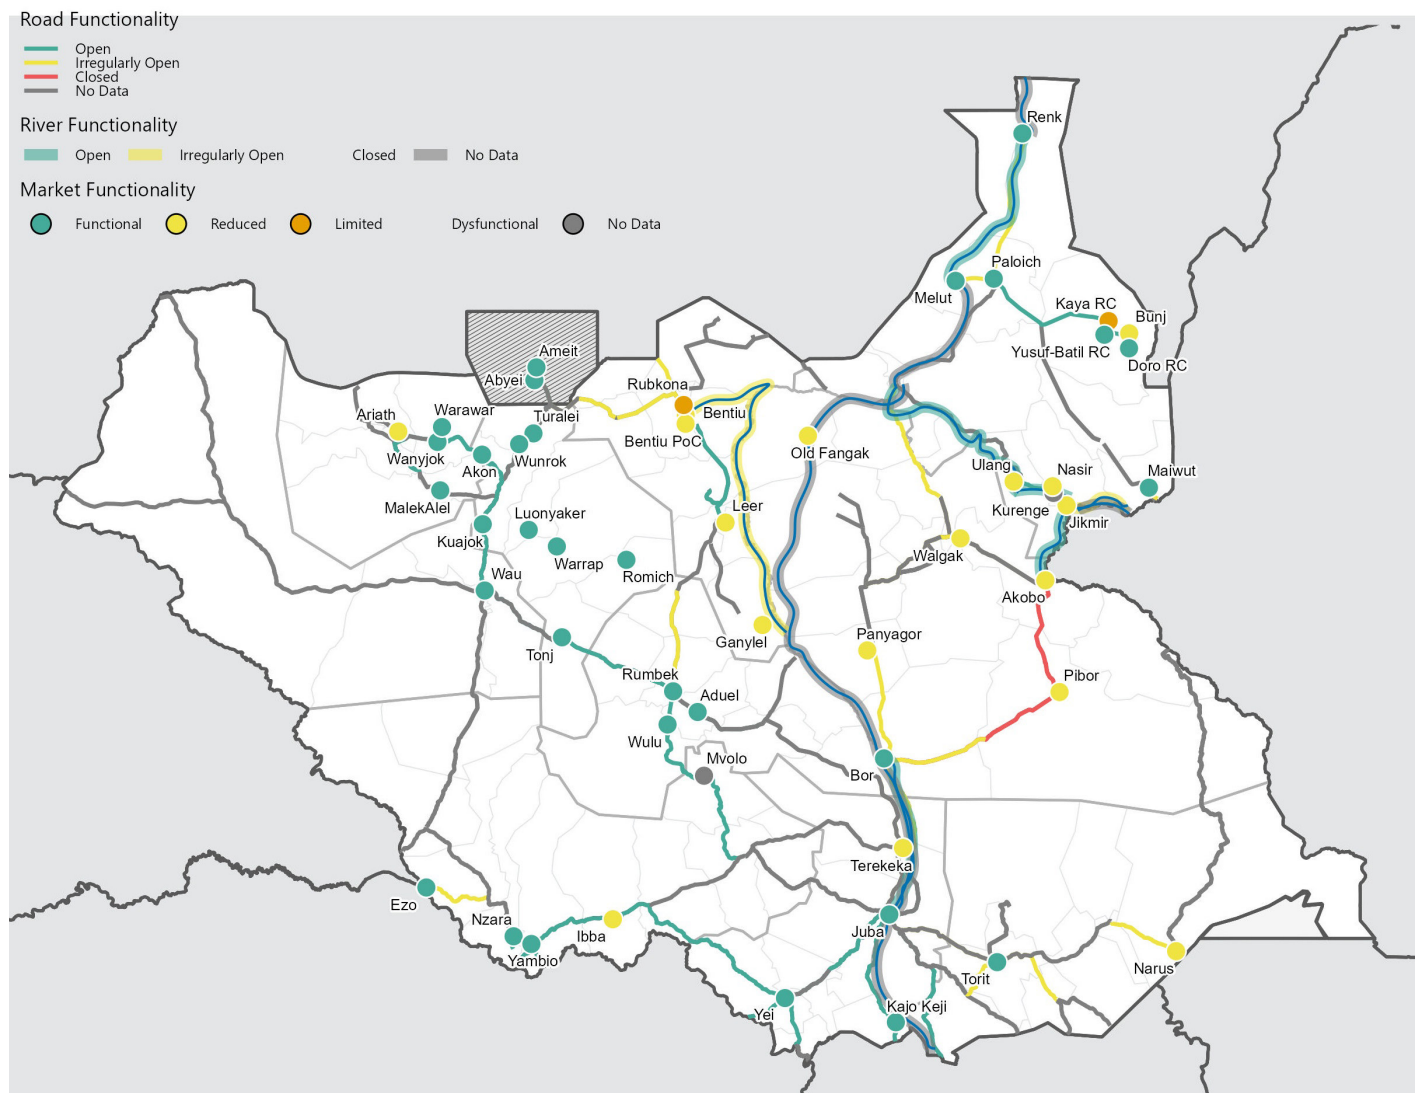 Road Functionality
Open
Irregularly Open
Closed
No Data
River Functionality
Open Irregularly Open Closed No Data
Market Functionality
Functional Reduced Limited Dysfunctional No Data
Renk
Paloich
Melut
Kaya RC
Bunj
Yusuf-Batil RC
Doro RC
Ameit
Abyei
Rubkona
Bentiu
Bentiu PoC
Turalei
Ariath
Warawar
Wanyjok
Akon
Wunrok
Old Fangak
Ulang
Nasir
Maiwut
MalekAlel
Kurenge
Jikmir
Leer
Luonyaker
Kuajok
Warrap
Walgak
Romich
Wau
Akobo
Ganylel
Panyagor
Tonj
Rumbek
Aduel
Pibor
Wulu
Mvolo
Bor
Terekeka
Ezo
Nzara
Ibba
Yambio
Juba
Torit
Narus
Yei
Kajo Keji